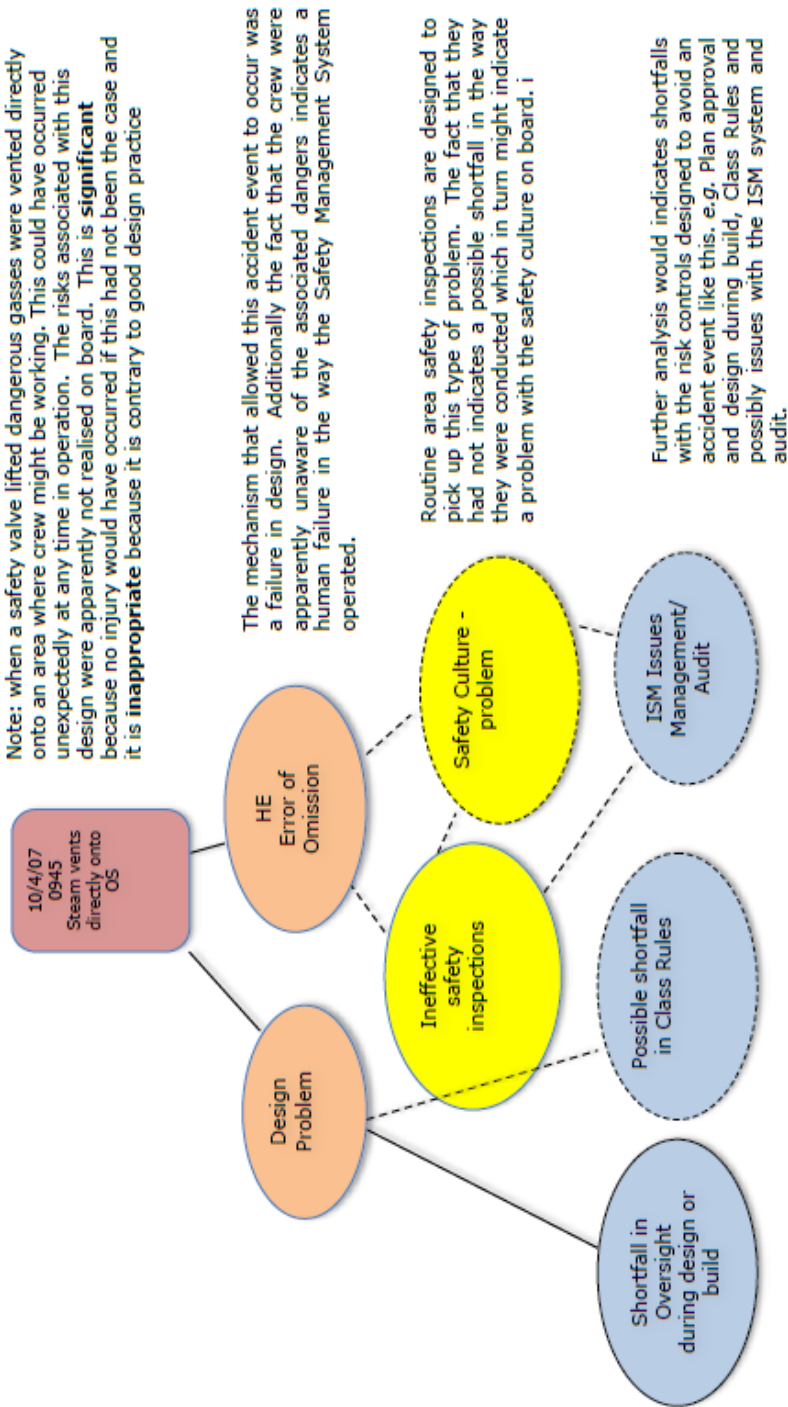 10/4/07
0945
Steam vents
directly onto
OS
Note: when a safety valve lifted dangerous gasses were vented directly
onto an area where crew might be working. This could have occurred
unexpectedly at any time in operation. The risks associated with this
design were apparently not realised on board. This is significant
because no injury would have occurred if this had not been the case and
it is inappropriate because it is contrary to good design practice
Design
Problem
HE
Error of
Omission
The mechanism that allowed this accident event to occur was
a failure in design. Additionally the fact that the crew were
apparently unaware of the associated dangers indicates a
human failure in the way the Safety Management System
operated.
Ineffective
safety
inspections
Safety Culture -
problem
Routine area safety inspections are designed to
pick up this type of problem. The fact that they
had not indicates a possible shortfall in the way
they were conducted which in turn might indicate
a problem with the safety culture on board. i
Shortfall in
Oversight
during design or
build
Possible shortfall
in Class Rules
ISM Issues
Management/
Audit
Further analysis would indicates shortfalls
with the risk controls designed to avoid an
accident event like this. e.g. Plan approval
and design during build, Class Rules and
possibly issues with the ISM system and
audit.